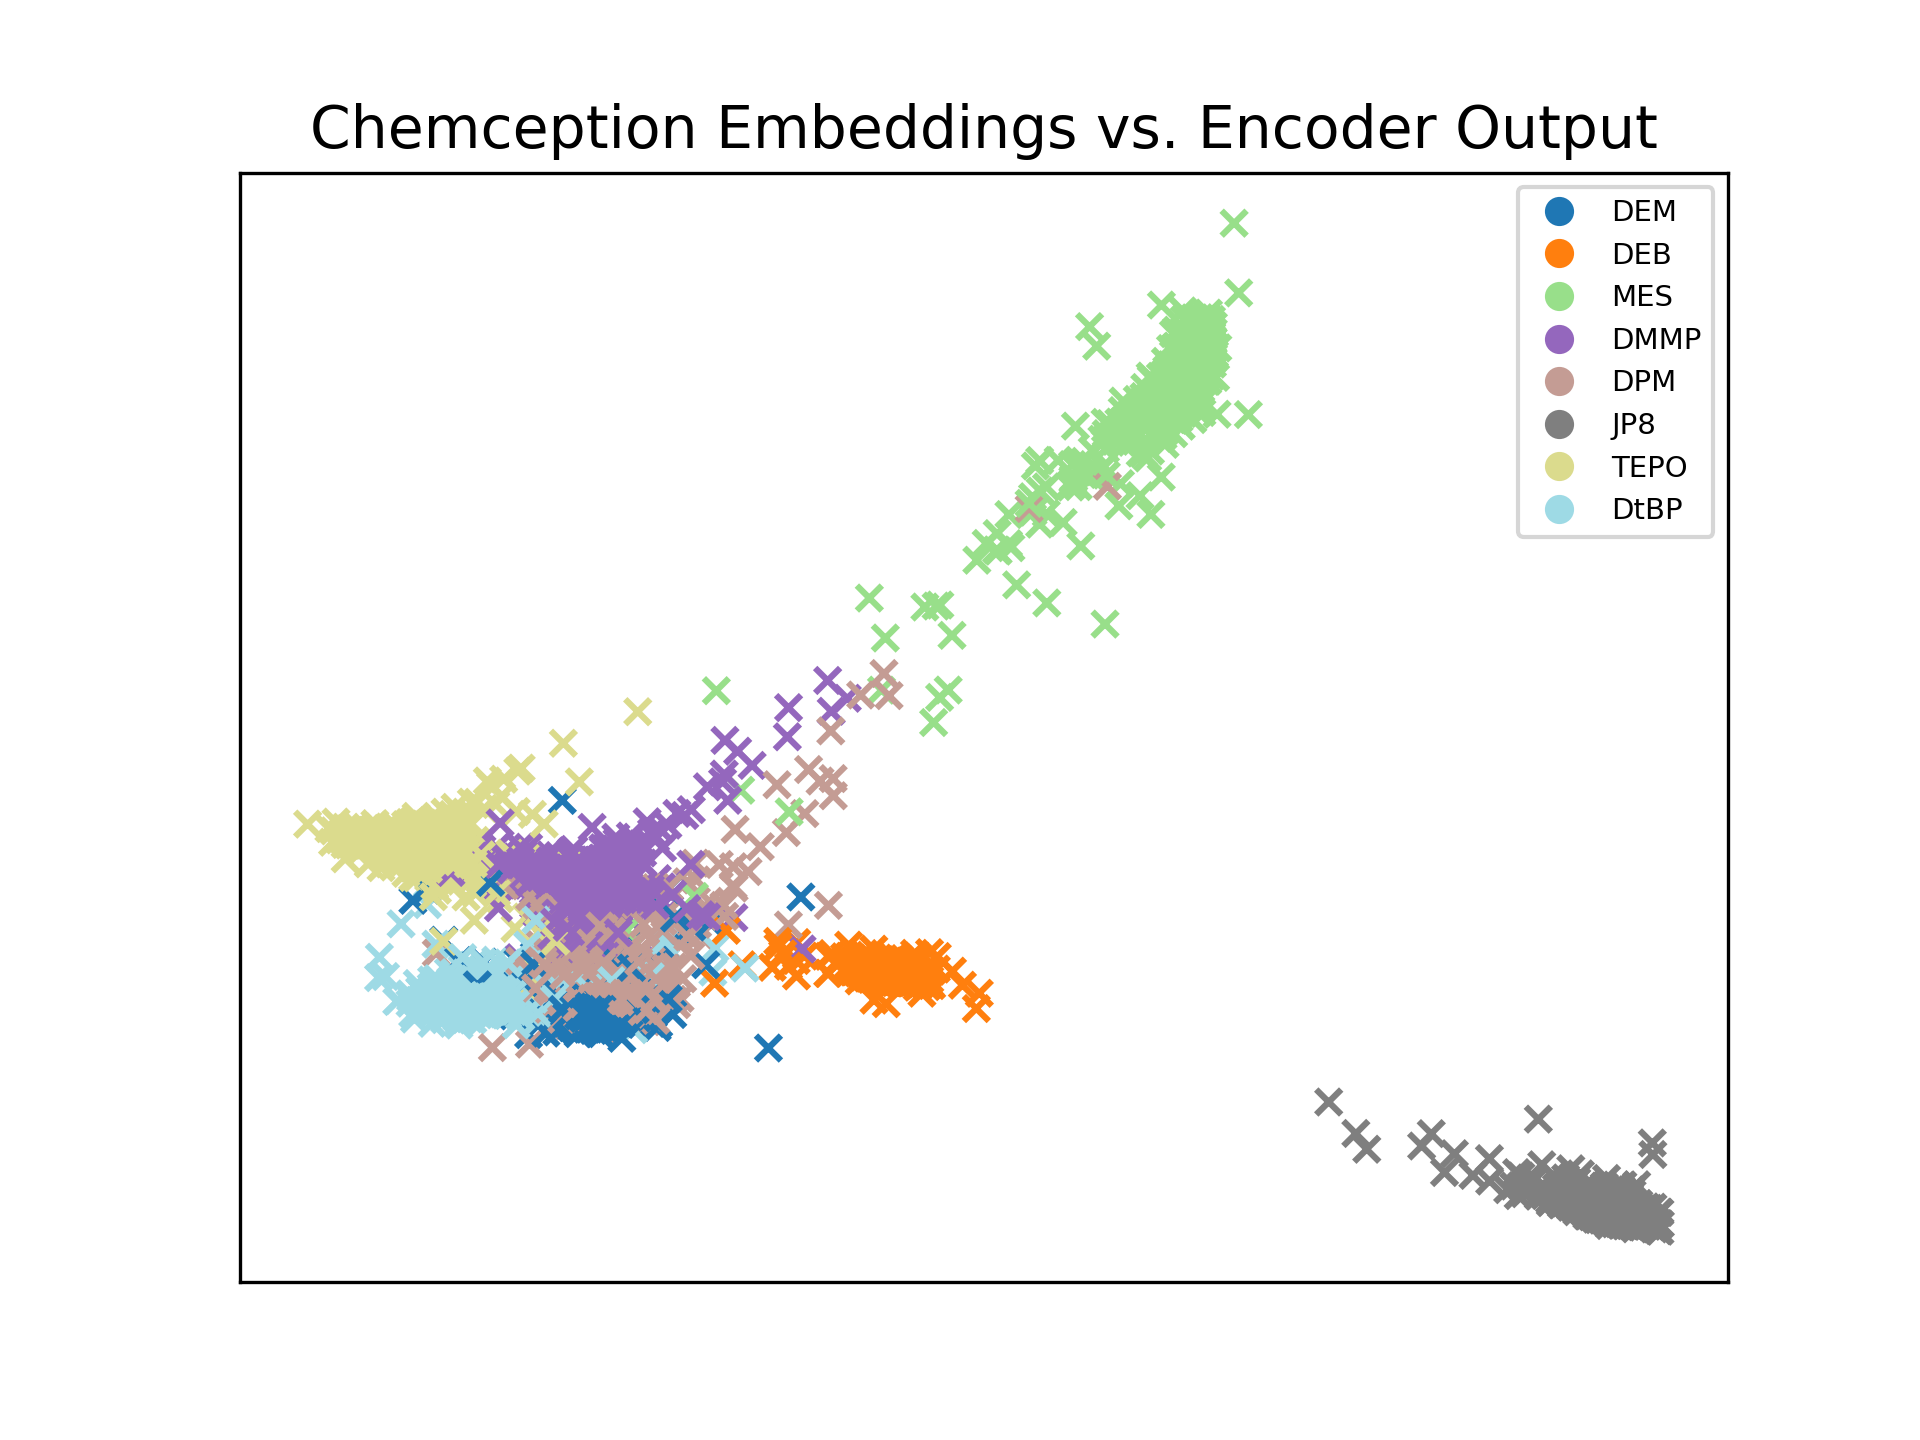 Chemception Embeddings vs. Encoder Output
DEM
DEB
MES
DMMP
DPM
JP8
TEPO
DtBP